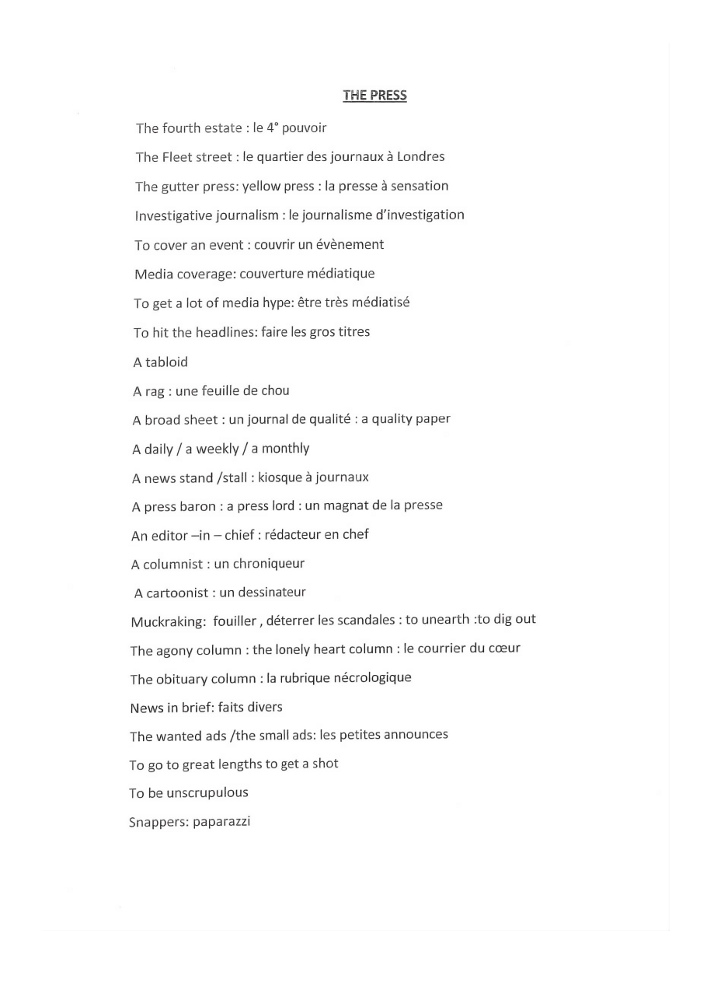 THE PRESS
The fourth estate : le 4° pouvoir
The Fleet street : le quartier des journaux à Londres
The gutter press: yellow press : la presse à sensation
Investigative journalism : le journalisme d'investigation
To cover an event : couvrir un évènement
Media coverage: couverture médiatique
To get a lot of media hype: être très médiatisé
To hit the headlines: faire les gros titres
A tabloid
A rag : une feuille de chou
A broad sheet : un journal de qualité : a quality paper
A daily / a weekly / a monthly
A news stand /stall : kiosque à journaux
A press baron : a press lord : un magnat de la presse
An editor –in – chief : rédacteur en chef
A columnist : un chroniqueur
A cartoonist : un dessinateur
Muckraking: fouiller , déterrer les scandales : to unearth :to dig out
The agony column : the lonely heart column : le courrier du cœur
The obituary column : la rubrique nécrologique
News in brief: faits divers
The wanted ads /the small ads: les petites announces
To go to great lengths to get a shot
To be unscrupulous
Snappers: paparazzi